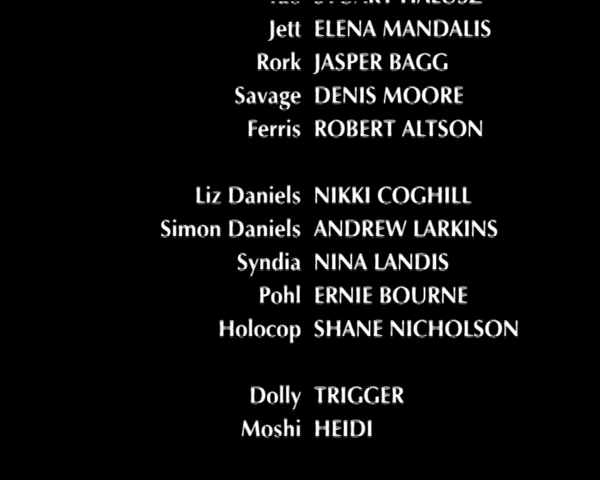 Jett ELENA MANDALIS
Rork JASPER BAGG
Savage DENIS MOORE
Ferris ROBERT ALTSON
Liz Daniels NIKKI COGHILL
Simon Daniels ANDREW LARKINS
Syndia NINA LANDIS
Pohl ERNIE BOURNE
Holocop SHANE NICHOLSON
Dolly TRIGGER
Moshi HEIDI